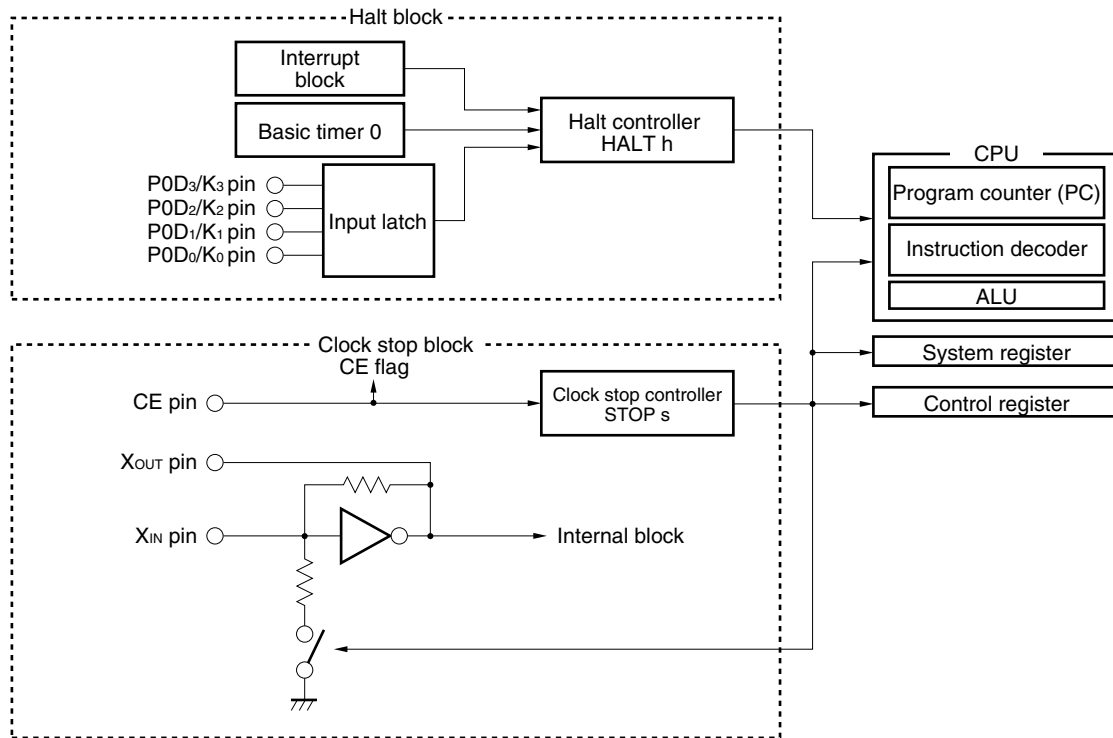 Halt block
Interrupt
block
Basic timer 0
Halt controller
HALT h
P0D3/K3 pin
P0D2/K2 pin
P0D1/K1 pin
P0D0/K0 pin
Input latch
CPU
Program counter (PC)
Instruction decoder
ALU
System register
Control register
Clock stop block
CE flag
CE pin
Clock stop controller
STOP s
XOUT pin
XIN pin
Internal block